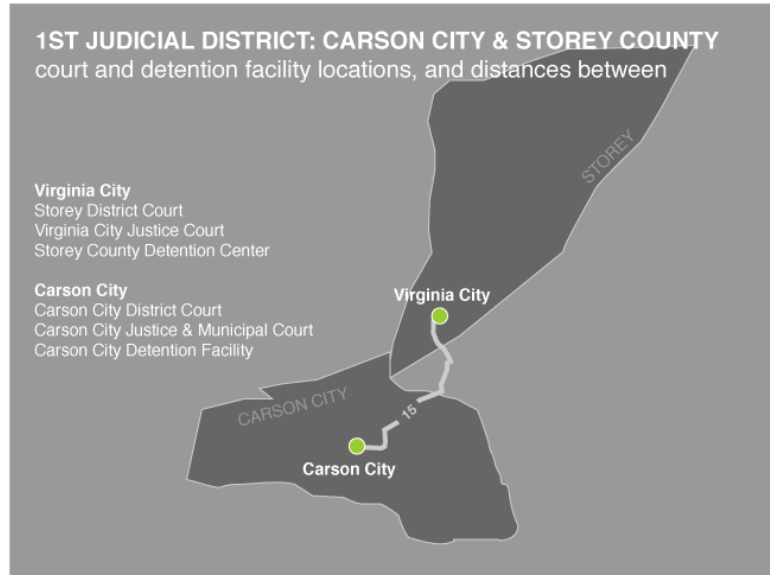 1ST JUDICIAL DISTRICT: CARSON CITY & STOREY COUNTY
court and detention facility locations, and distances between
STOREY
Virginia City
Storey District Court
Virginia City Justice Court
Storey County Detention Center
Carson City
Carson City District Court
Carson City Justice & Municipal Court
Carson City Detention Facility
Virginia City
CARSON CITY
15
Carson City